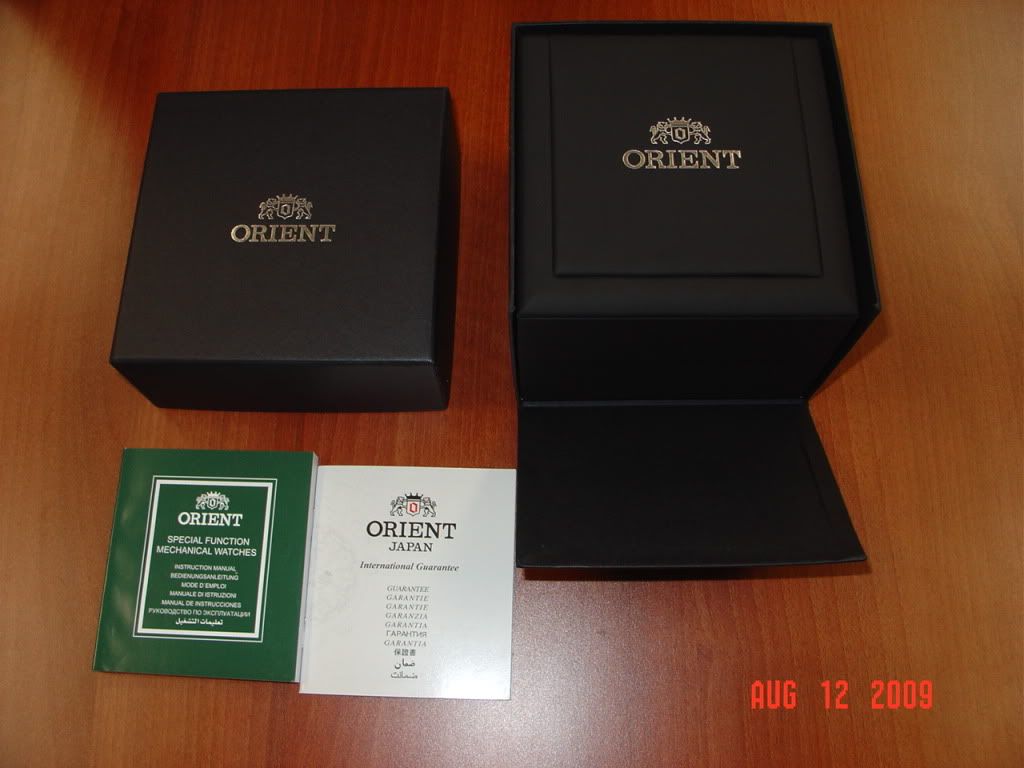 ORIENT
ORIENT
ORIENT
SPECIAL FUNCTION
MECHANICAL WATCHES
INSTRUCTION MANUAL
BEDIENUNGSANLEITUNG
MODE D'EMPLOI
MANUALE DI ISTRUZIONI
MANUAL DE INSTRUCCIONES
РУКОВОДСТВО ПО ЭКСПЛУАТАЦИИ
تعليمات التشغيل
ORIENT
JAPAN
International Guarantee
GUARANTEE
GARANTIE
GARANTIE
GARANZIA
GARANTIA
ГАРАНТИЯ
GARANTIA
保證書
ضمان
ضمانت
AUG 12 2009